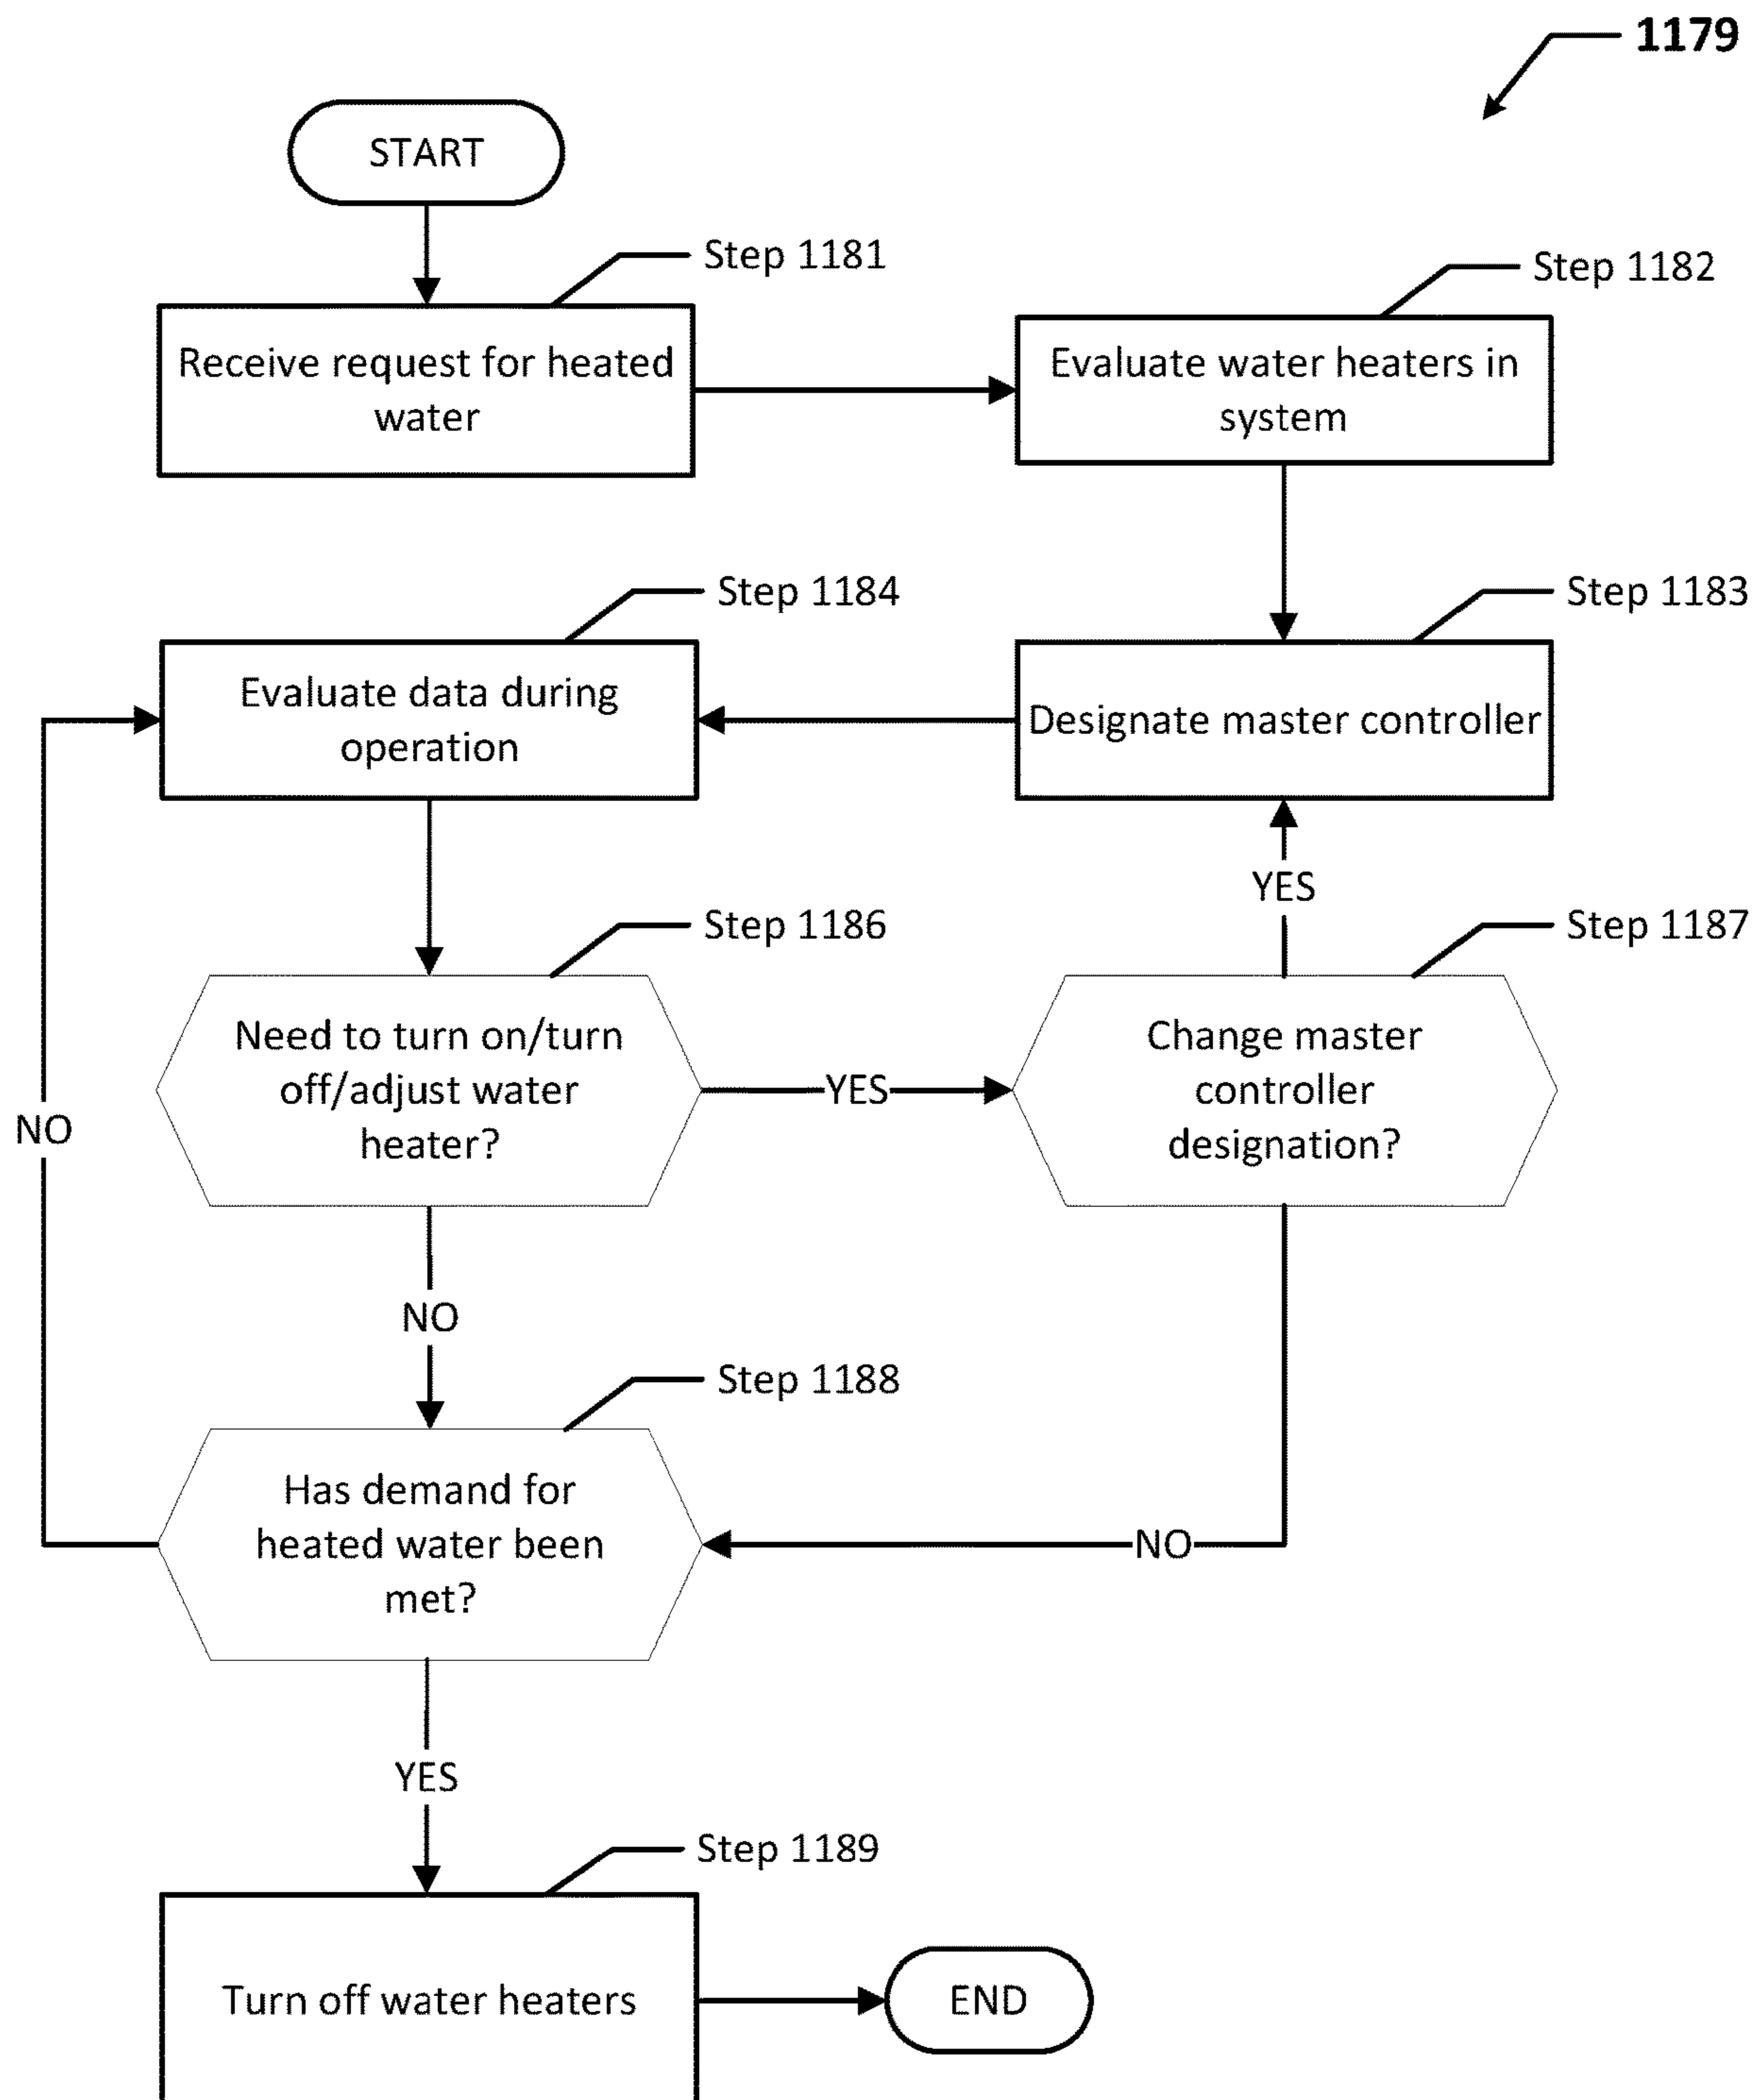 1179
START
Step 1181
Receive request for heated
water
Step 1182
Evaluate water heaters in
system
Step 1184
Evaluate data during
operation
Step 1183
Designate master controller
YES
Step 1186
Need to turn on/turn
off/adjust water
heater?
YES
Step 1187
Change master
controller
designation?
NO
NO
Step 1188
Has demand for
heated water been
met?
NO
YES
Step 1189
Turn off water heaters
END